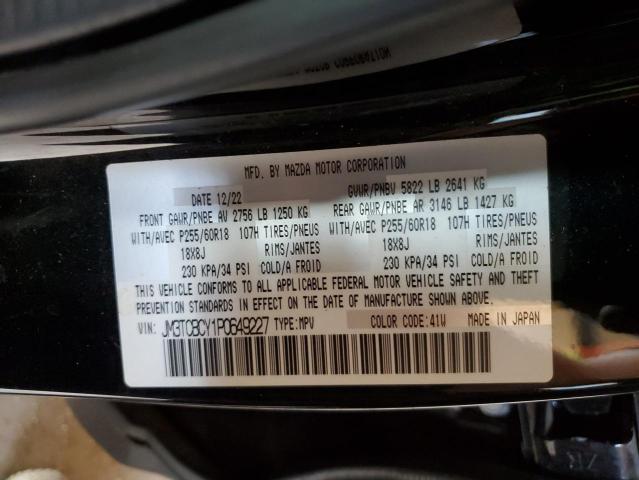 MFD. BY MAZDA MOTOR CORPORATION
DATE 12/22 GVWR/PNBV 5822 LB 2641 KG
FRONT GAWR/PNBE AV 2756 LB 1250 KG REAR GAWR/PNBE AR 3146 LB 1427 KG
WITH/AVEC P255/60R18 107H TIRES/PNEUS WITH/AVEC P255/60R18 107H TIRES/PNEUS
18X8J RIMS/JANTES 18X8J RIMS/JANTES
230 KPA/34 PSI COLD/A FROID 230 KPA/34 PSI COLD/A FROID
THIS VEHICLE CONFORMS TO ALL APPLICABLE FEDERAL MOTOR VEHICLE SAFETY AND THEFT
PREVENTION STANDARDS IN EFFECT ON THE DATE OF MANUFACTURE SHOWN ABOVE.
VIN: JM3TCBCY1P0649227 TYPE:MPV COLOR CODE:41W MADE IN JAPAN